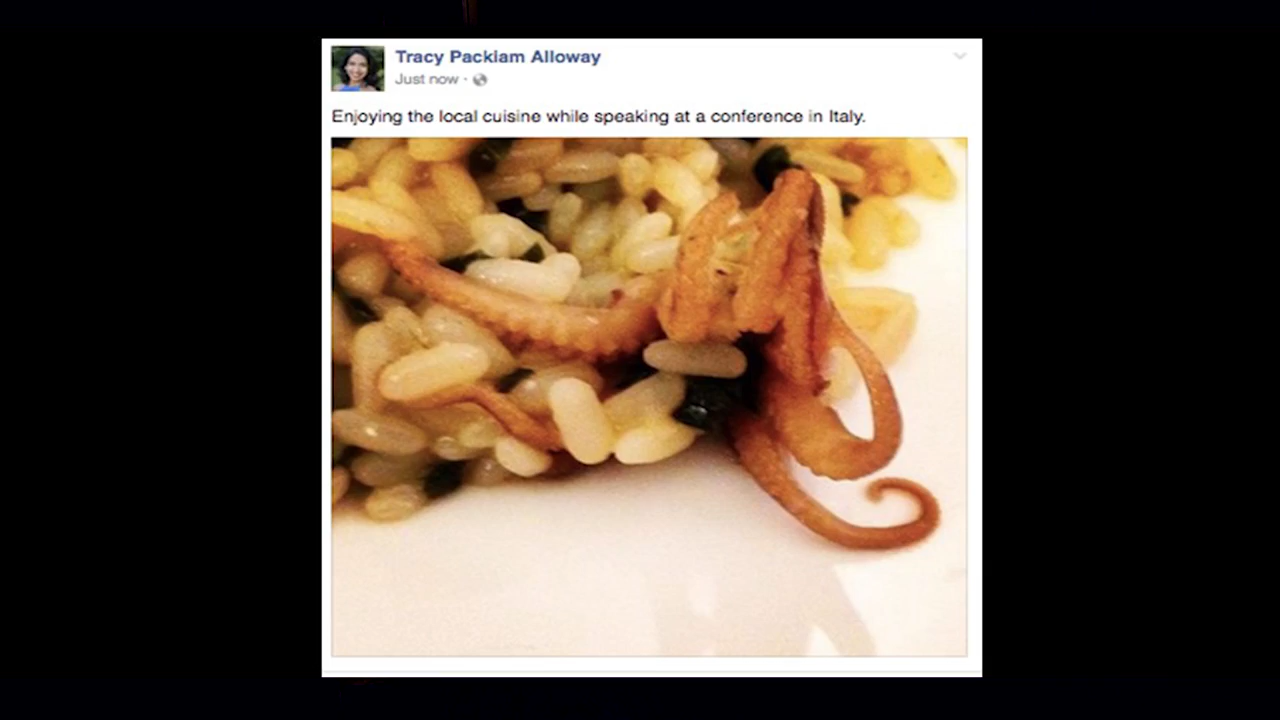 Tracy Packiam Alloway
Just now ·
Enjoying the local cuisine while speaking at a conference in Italy.